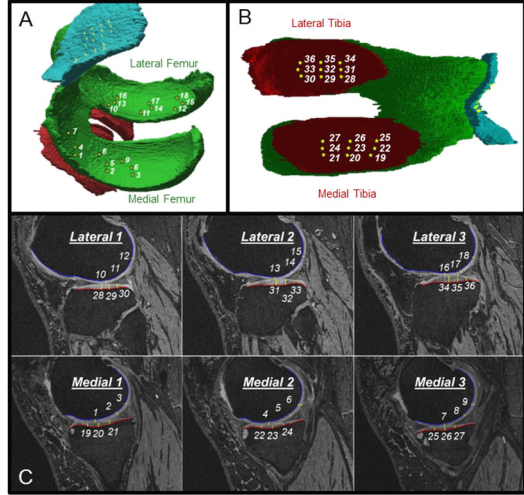 A
Lateral Femur
16 18
13 17 15
10 14 12
11
7
4 8 9
1 5 6
2 3
Medial Femur
B
Lateral Tibia
36 35 34
33 32 31
30 29 28
27 26 25
24 23 22
21 20 19
Medial Tibia
Lateral 1
12
11
10
28 29 30
Lateral 2
15
14
13
31 33
32
Lateral 3
18
17
16
34 35 36
Medial 1
3
2
1
19 20 21
Medial 2
6
5
4
22 23 24
Medial 3
9
8
7
25 26 27
C